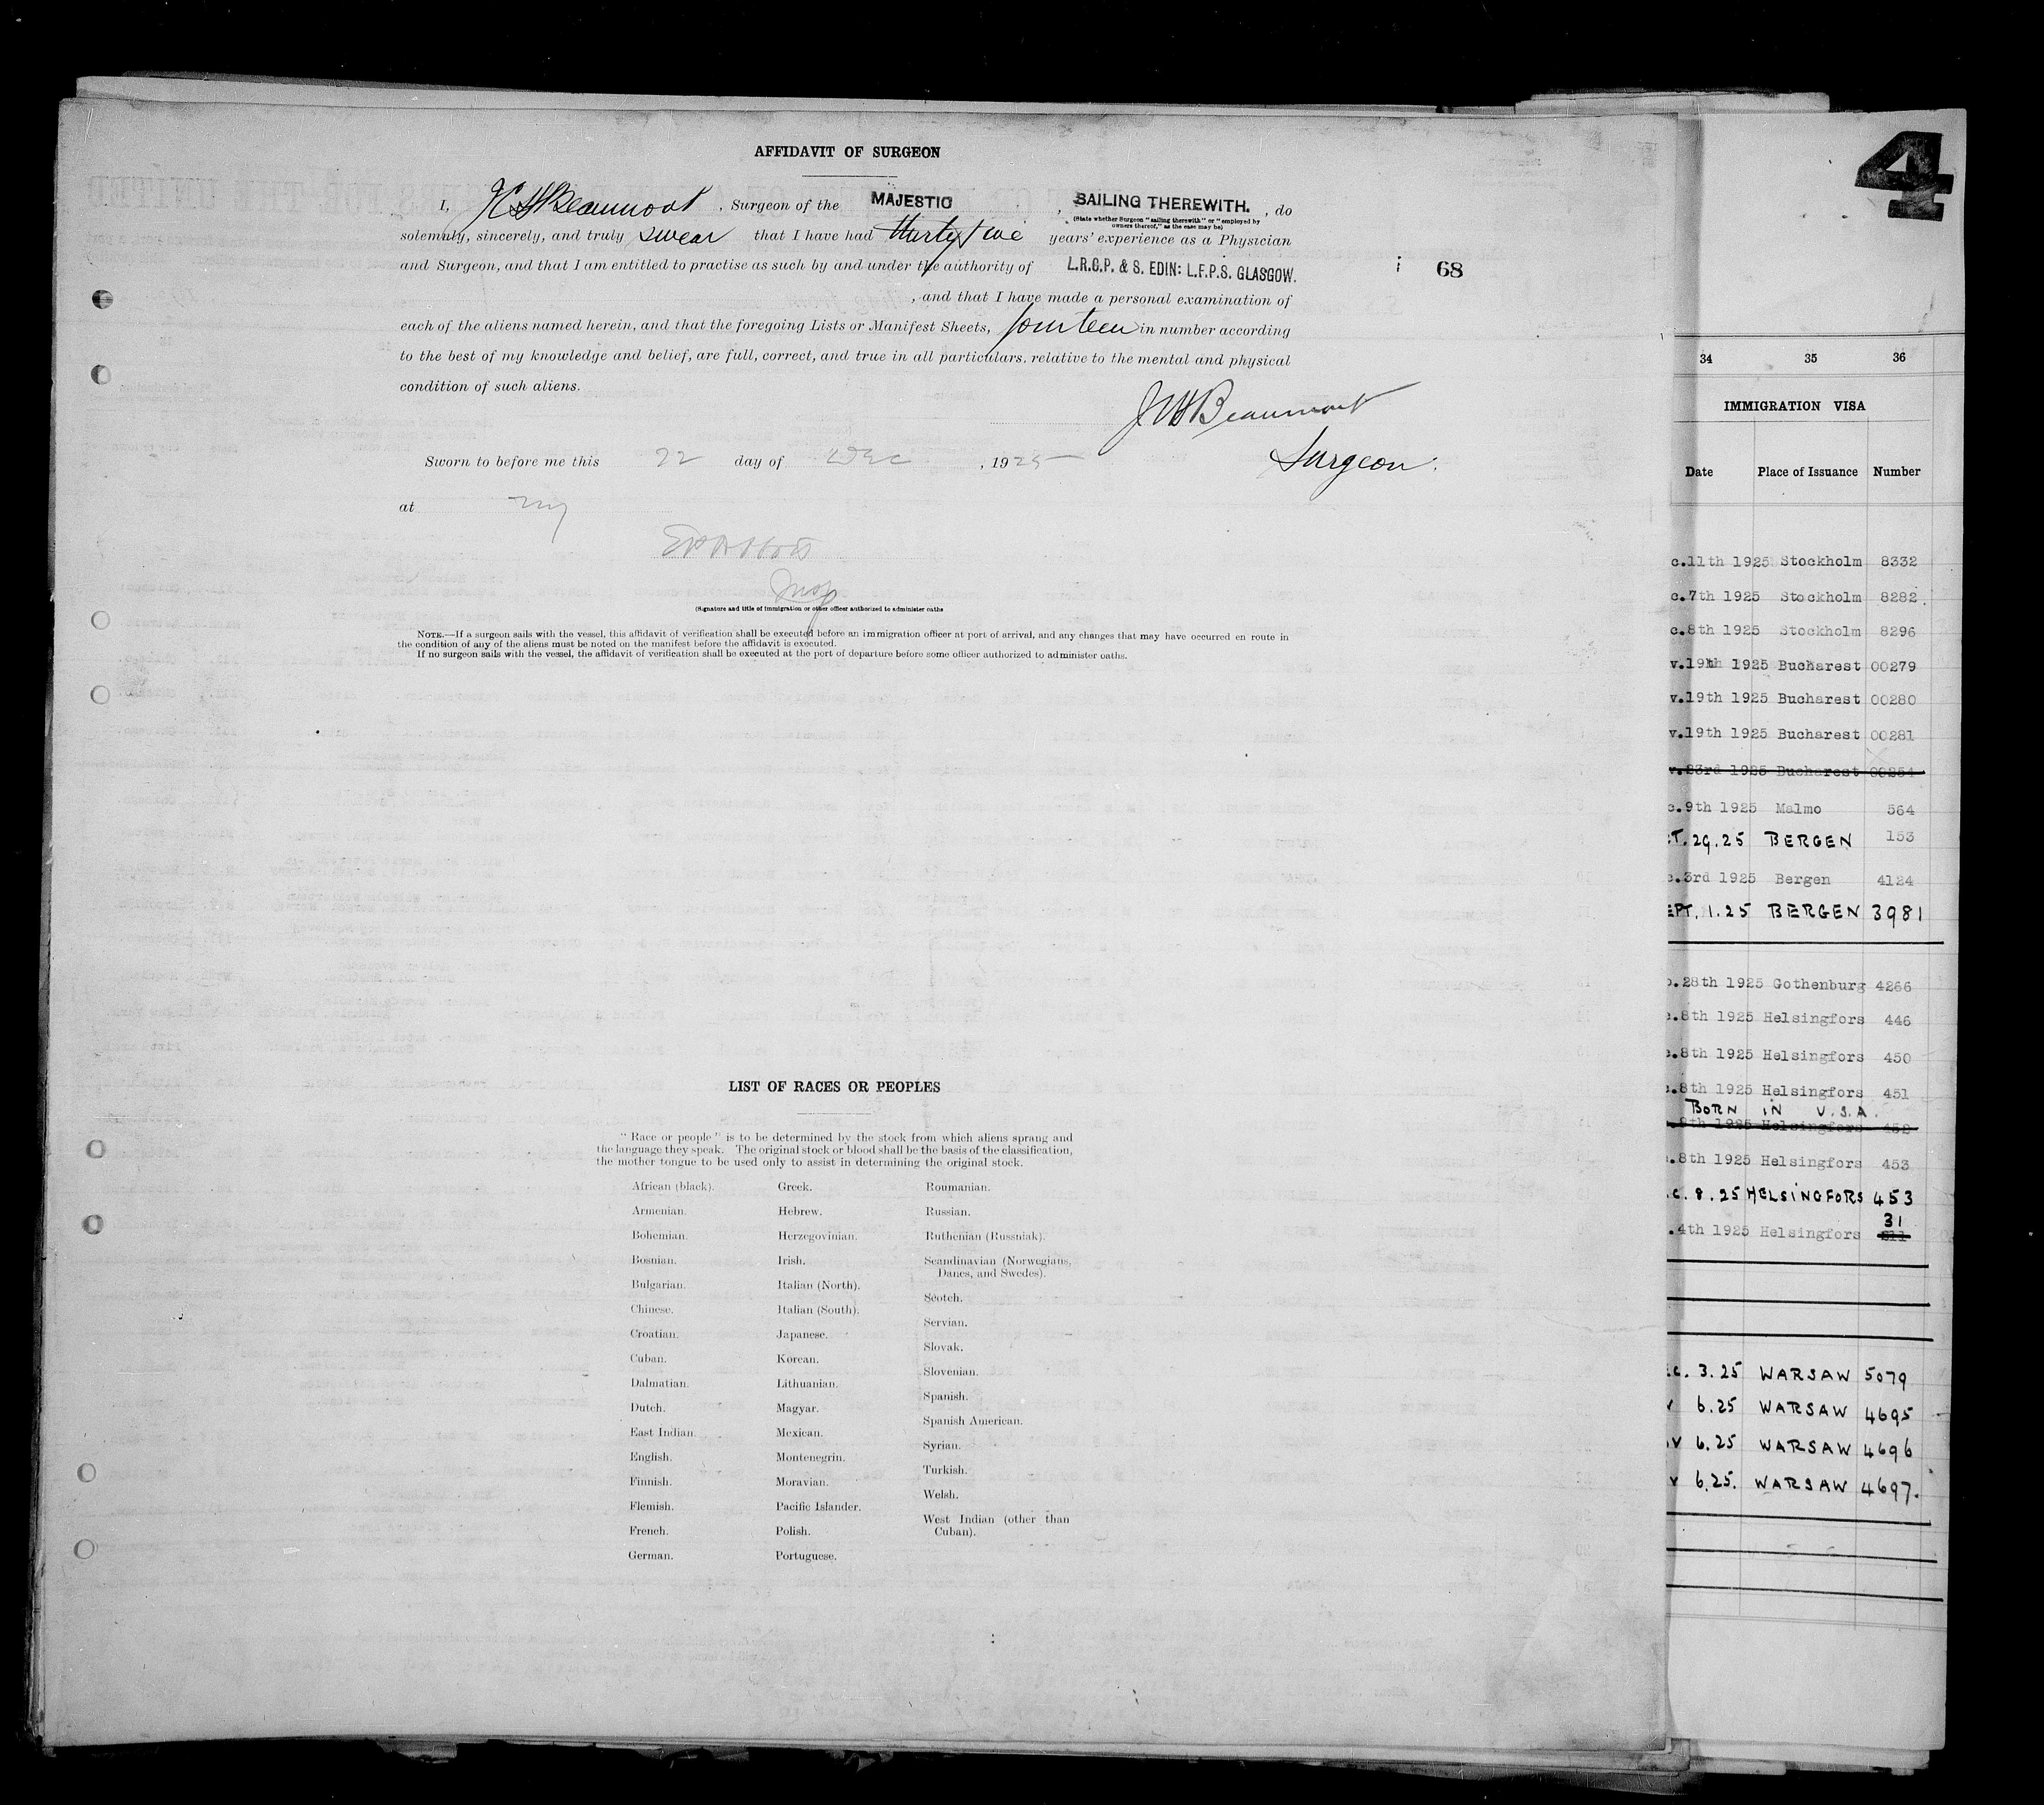 AFFIDAVIT OF SURGEON
I, Beaumont, Surgeon of the MAJESTIC, SAILING THEREWITH., do
(State whether Surgeon "sailing therewith" or "employed by
owners thereof," as the case may be)
solemnly, sincerely, and truly swear that I have had thirty five years' experience as a Physician
and Surgeon, and that I am entitled to practise as such by and under the authority of L.R.C.P. & S. EDIN: L.F.P.S. GLASGOW.
68
, and that I have made a personal examination of
each of the aliens named herein, and that the foregoing Lists or Manifest Sheets, fourteen in number according
to the best of my knowledge and belief, are full, correct, and true in all particulars, relative to the mental and physical
condition of such aliens.
JWHBeaumont
Surgeon.
Sworn to before me this 22 day of Dec, 1925
at ny
Insp
(Signature and title of immigration or other officer authorized to administer oaths
NOTE.—If a surgeon sails with the vessel, this affidavit of verification shall be executed before an immigration officer at port of arrival, and any changes that may have occurred en route in
the condition of any of the aliens must be noted on the manifest before the affidavit is executed.
If no surgeon sails with the vessel, the affidavit of verification shall be executed at the port of departure before some officer authorized to administer oaths.
LIST OF RACES OR PEOPLES
"Race or people" is to be determined by the stock from which aliens sprang and
the language they speak. The original stock or blood shall be the basis of the classification,
the mother tongue to be used only to assist in determining the original stock.
African (black).
Armenian.
Bohemian.
Bosnian.
Bulgarian.
Chinese.
Croatian.
Cuban.
Dalmatian.
Dutch.
East Indian.
English.
Finnish.
Flemish.
French.
German.
Greek.
Hebrew.
Herzegovinian.
Irish.
Italian (North).
Italian (South).
Japanese.
Korean.
Lithuanian.
Magyar.
Mexican.
Montenegrin.
Moravian.
Pacific Islander.
Polish.
Portuguese.
Roumanian.
Russian.
Ruthenian (Russniak).
Scandinavian (Norwegians,
Danes, and Swedes).
Scotch.
Servian.
Slovak.
Slovenian.
Spanish.
Spanish American.
Syrian.
Turkish.
Welsh.
West Indian (other than
Cuban).
4
34 35 36
IMMIGRATION VISA
Date Place of Issuance Number
c.11th 1925 Stockholm 8332
c.7th 1925 Stockholm 8282
c.8th 1925 Stockholm 8296
v.19th 1925 Bucharest 00279
v.19th 1925 Bucharest 00280
v.19th 1925 Bucharest 00281
v.23rd 1925 Bucharest 00254
c.9th 1925 Malmo 564
T.29.25 BERGEN 153
c.3rd 1925 Bergen 4124
EPT.1.25 BERGEN 3981
.28th 1925 Gothenburg 4266
.8th 1925 Helsingfors 446
.8th 1925 Helsingfors 450
.8th 1925 Helsingfors 451
BORN IN U.S.A.
.8th 1925 Helsingfors 452
.8th 1925 Helsingfors 453
.C. 8.25 HELSINGFORS 453
31
.4th 1925 Helsingfors
C. 3.25 WARSAW 5079
V 6.25 WARSAW 4695
V 6.25 WARSAW 4696
V 6.25. WARSAW 4697.